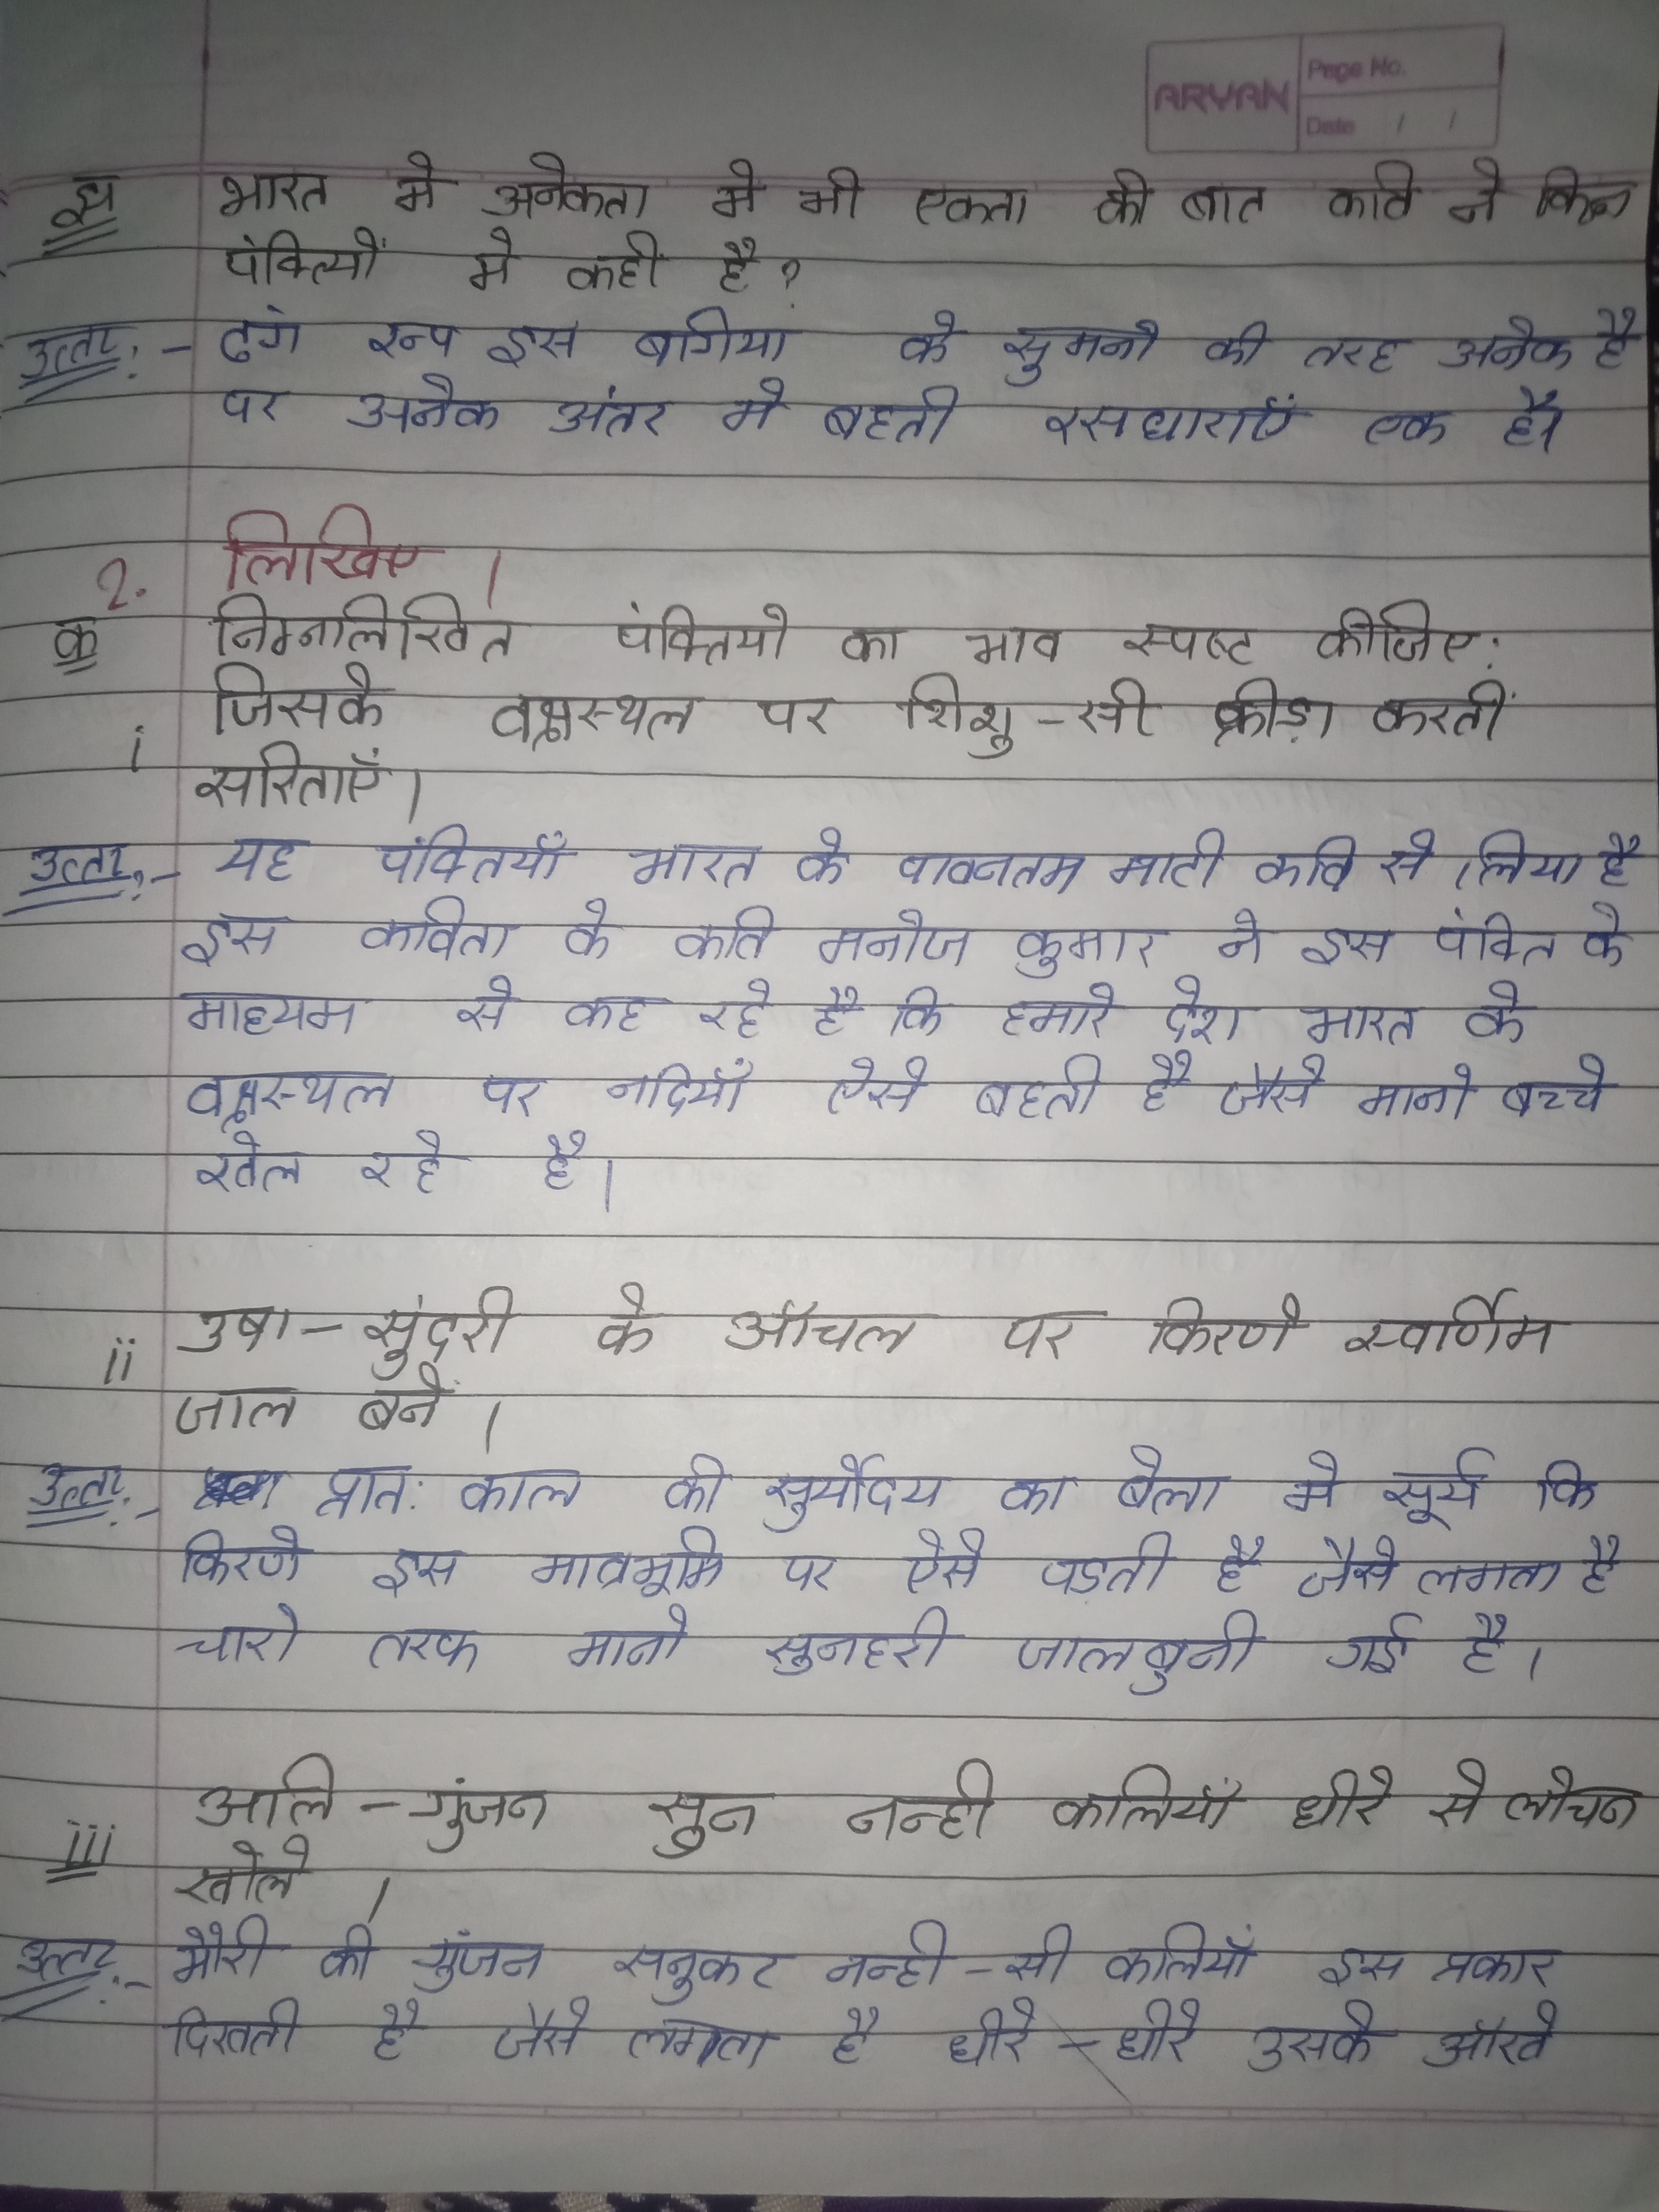 ARYAN
Page No.
Date / /
घ भारत मे अनेकता मे भी एकता की बात कवि ने किन
पंक्तियों मे कही है?
उत्तर:- ढंग रूप इस बगिया के सुमनो की तरह अनेक है
पर अनेक अंतर मे बहती रसधाराएँ एक है।
2. लिखिए ।
क निम्नलिखित पंक्तियो का भाव स्पष्ट कीजिए:
i जिसके वक्षस्थल पर शिशु-सी क्रीड़ा करतीं
सरिताएँ।
उत्तर:- यह पंक्तियाँ भारत के पावनतम माटी कवि से लिया है
इस कविता के कवि मनोज कुमार ने इस पंक्ति के
माध्यम से कह रहे है कि हमारे देश भारत के
वक्षस्थल पर नदियाँ ऐसे बहती है जैसे मानो बच्चे
खेल रहे है।
ii उषा-सुंदरी के आँचल पर किरणे स्वर्णिम
जाल बुनें ।
उत्तर:- प्रात: काल की सुर्योदय का बेला मे सूर्य कि
किरणे इस मातृभूमि पर ऐसे पड़ती है जैसे लगता है
चारो तरफ मानो सुनहरी जाल बुनी गई है।
iii अलि-गुंजन सुन नन्ही कलियाँ धीरे से लोचन
खोले ।
उत्तर:- भौरी की गुंजन सनुकर नन्ही-सी कलियाँ इस प्रकार
दिखती है जैसे लगता है धीरे-धीरे उसके आँखे